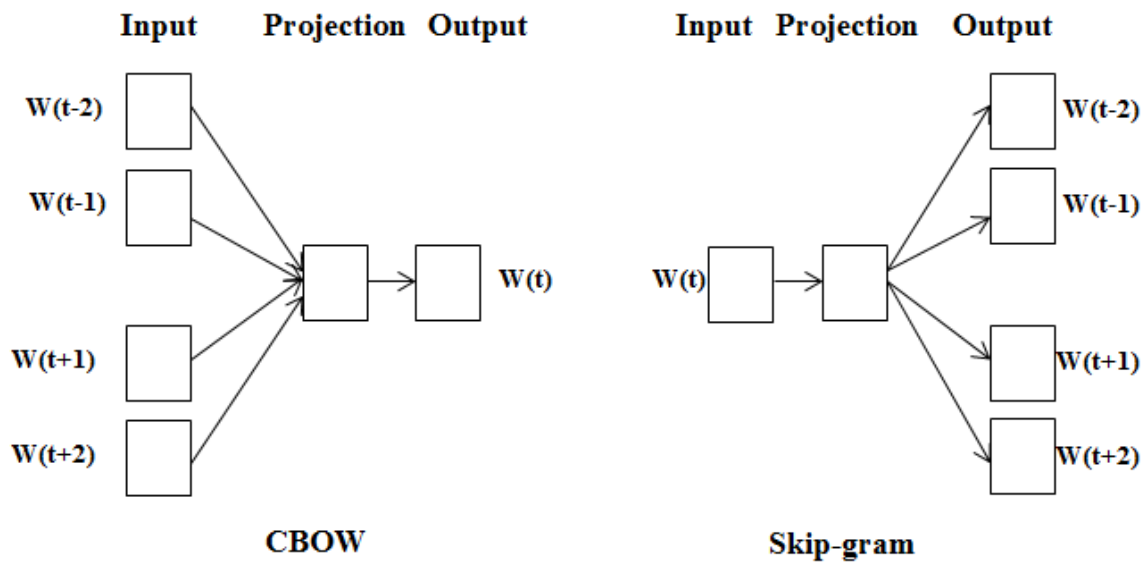 Input Projection Output
W(t-2)
W(t-1)
W(t+1)
W(t+2)
W(t)
CBOW
Input Projection Output
W(t)
W(t-2)
W(t-1)
W(t+1)
W(t+2)
Skip-gram